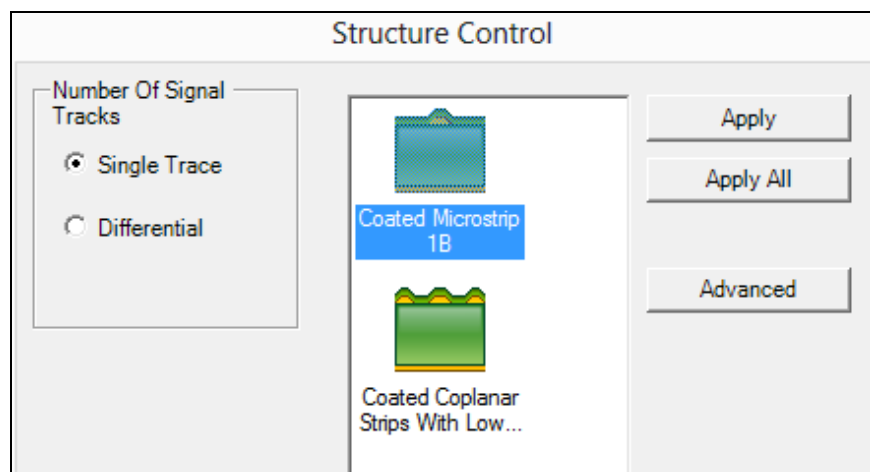 Structure Control
Number Of Signal
Tracks
Single Trace
Differential
Coated Microstrip
1B
Coated Coplanar
Strips With Low...
Apply
Apply All
Advanced